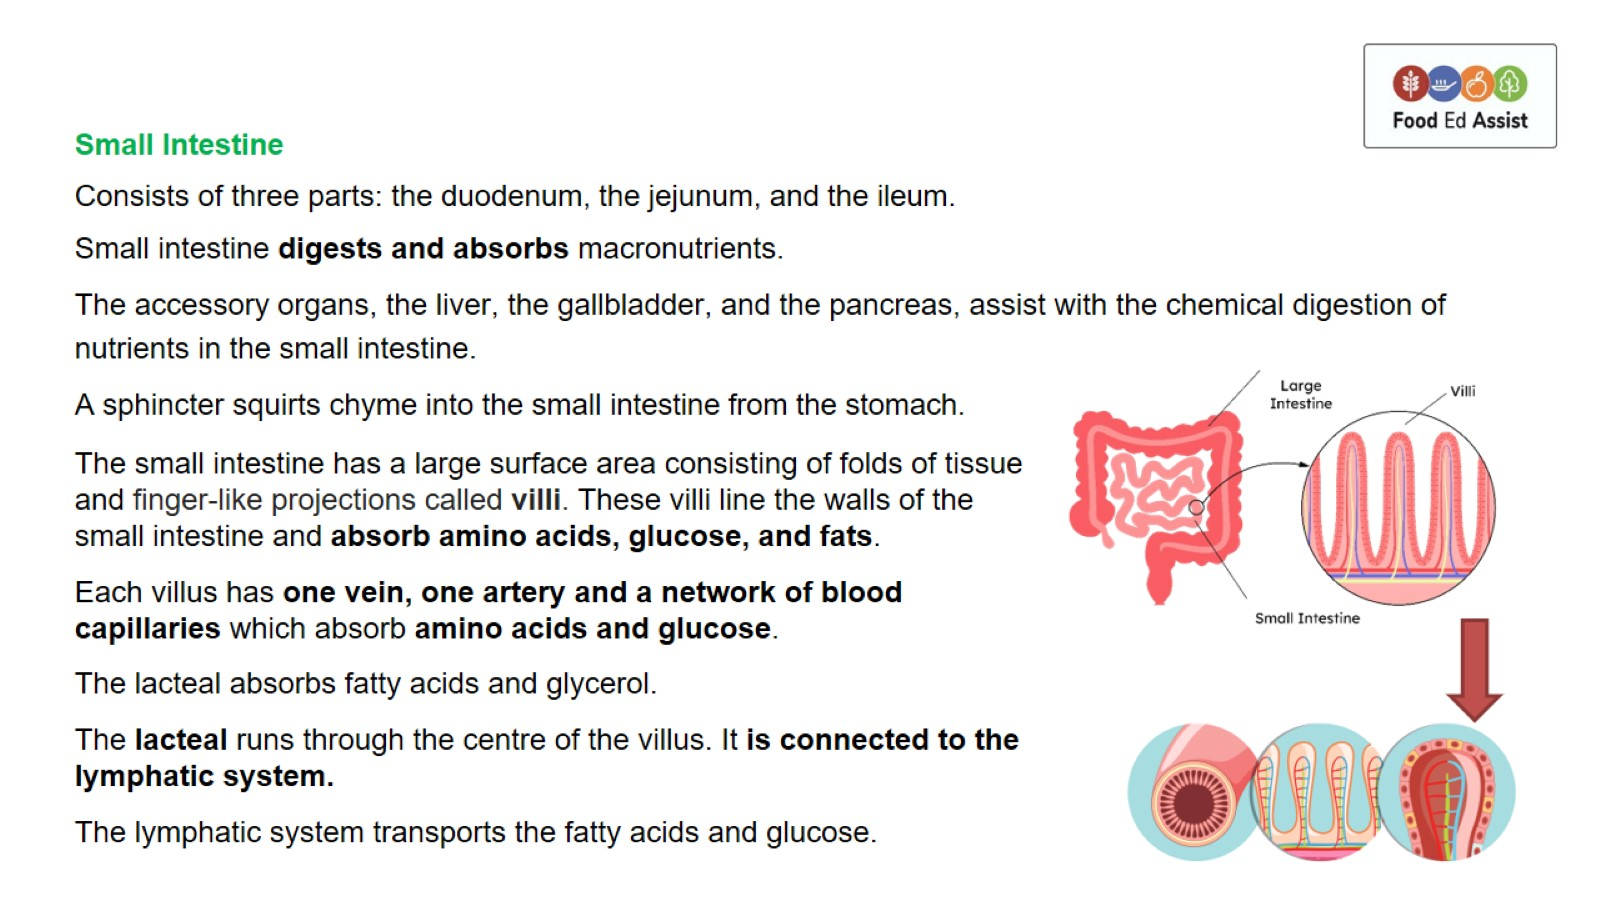 Food Ed Assist
Small Intestine
Consists of three parts: the duodenum, the jejunum, and the ileum.
Small intestine digests and absorbs macronutrients.
The accessory organs, the liver, the gallbladder, and the pancreas, assist with the chemical digestion of
nutrients in the small intestine.
A sphincter squirts chyme into the small intestine from the stomach.
The small intestine has a large surface area consisting of folds of tissue
and finger-like projections called villi. These villi line the walls of the
small intestine and absorb amino acids, glucose, and fats.
Each villus has one vein, one artery and a network of blood
capillaries which absorb amino acids and glucose.
The lacteal absorbs fatty acids and glycerol.
The lacteal runs through the centre of the villus. It is connected to the
lymphatic system.
The lymphatic system transports the fatty acids and glucose.
Large
Intestine
Villi
Small Intestine